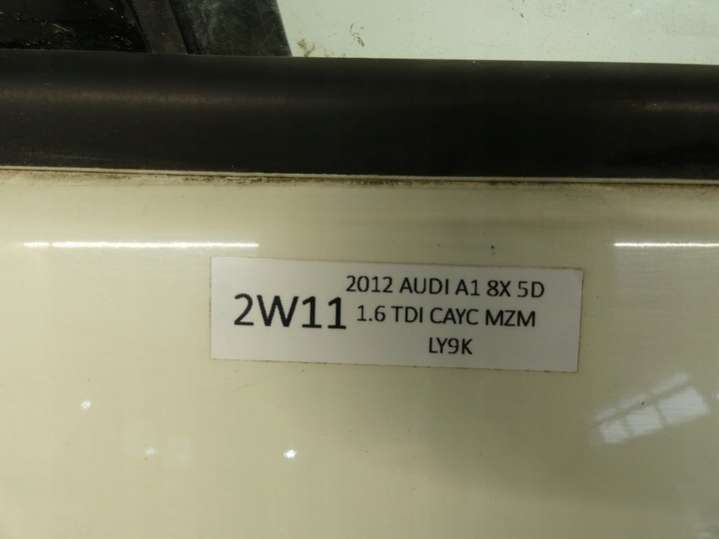 2W11
2012 AUDI A1 8X 5D
1.6 TDI CAYC MZM
LY9K